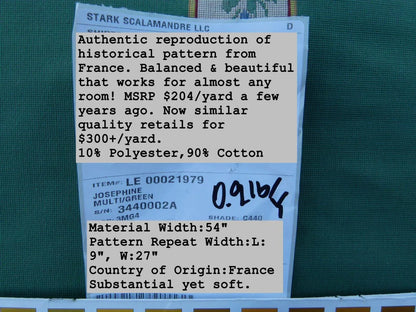 STARK SCALAMANDRE LLC
D
Authentic reproduction of
historical pattern from
France. Balanced & beautiful
that works for almost any
room! MSRP $204/yard a few
years ago. Now similar
quality retails for
$300+/yard.
10% Polyester,90% Cotton
ITEM#: LE 00021979
JOSEPHINE
MULTI/GREEN
S/N: 3440002A
3MG4
SHADE: C440
Material Width:54"
Pattern Repeat Width:L:
9", W:27"
Country of Origin:France
Substantial yet soft.